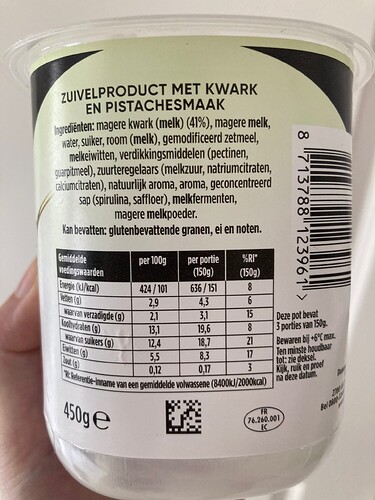 ZUIVELPRODUCT MET KWARK
EN PISTACHESMAAK
Ingrediënten: magere kwark (melk) (41%), magere melk,
water, suiker, room (melk), gemodificeerd zetmeel,
melkeiwitten, verdikkingsmiddelen (pectinen,
guarpitmeel), zuurteregelaars (melkzuur, natriumcitraten,
calciumcitraten), natuurlijk aroma, aroma, geconcentreerd
sap (spirulina, saffloer), melkfermenten,
magere melkpoeder.
Kan bevatten: glutenbevattende granen, ei en noten.
Gemiddelde voedingswaarden per 100g per portie (150g) %RI* (150g)
Energie (kJ/kcal) 424 / 101 636 / 151 8
Vetten (g) 2,9 4,3 6
waarvan verzadigde (g) 2,1 3,1 15
Koolhydraten (g) 13,1 19,6 8
waarvan suikers (g) 12,4 18,7 21
Eiwitten (g) 5,5 8,3 17
Zout (g) 0,12 0,17 3
*RI: Referentie-inname van een gemiddelde volwassene (8400kJ/2000kcal)
450g e
FR
76.260.001
EC
8 713788 123961 >
Deze pot bevat
3 porties van 150g.
Bewaren bij +6°C max.
Ten minste houdbaar
tot: zie deksel.
Kijk, ruik en proef
na deze datum.